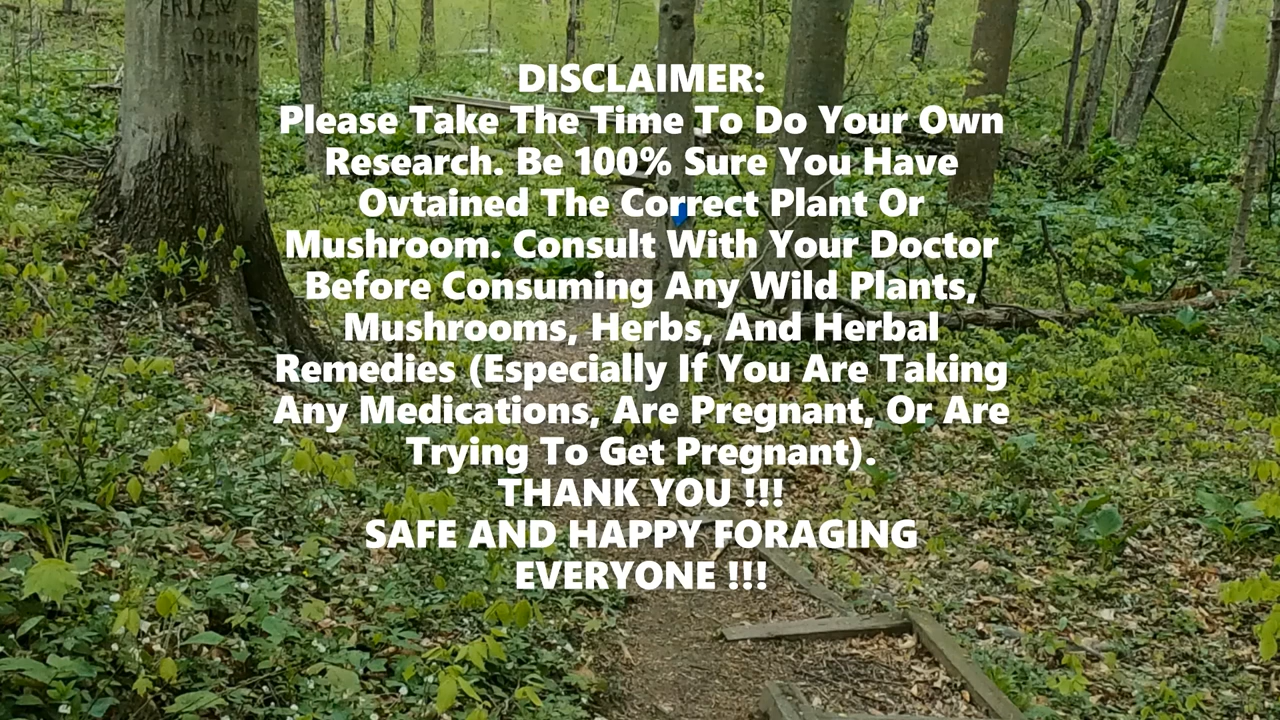 DISCLAIMER:
Please Take The Time To Do Your Own
Research. Be 100% Sure You Have
Ovtained The Correct Plant Or
Mushroom. Consult With Your Doctor
Before Consuming Any Wild Plants,
Mushrooms, Herbs, And Herbal
Remedies (Especially If You Are Taking
Any Medications, Are Pregnant, Or Are
Trying To Get Pregnant).
THANK YOU !!!
SAFE AND HAPPY FORAGING
EVERYONE !!!